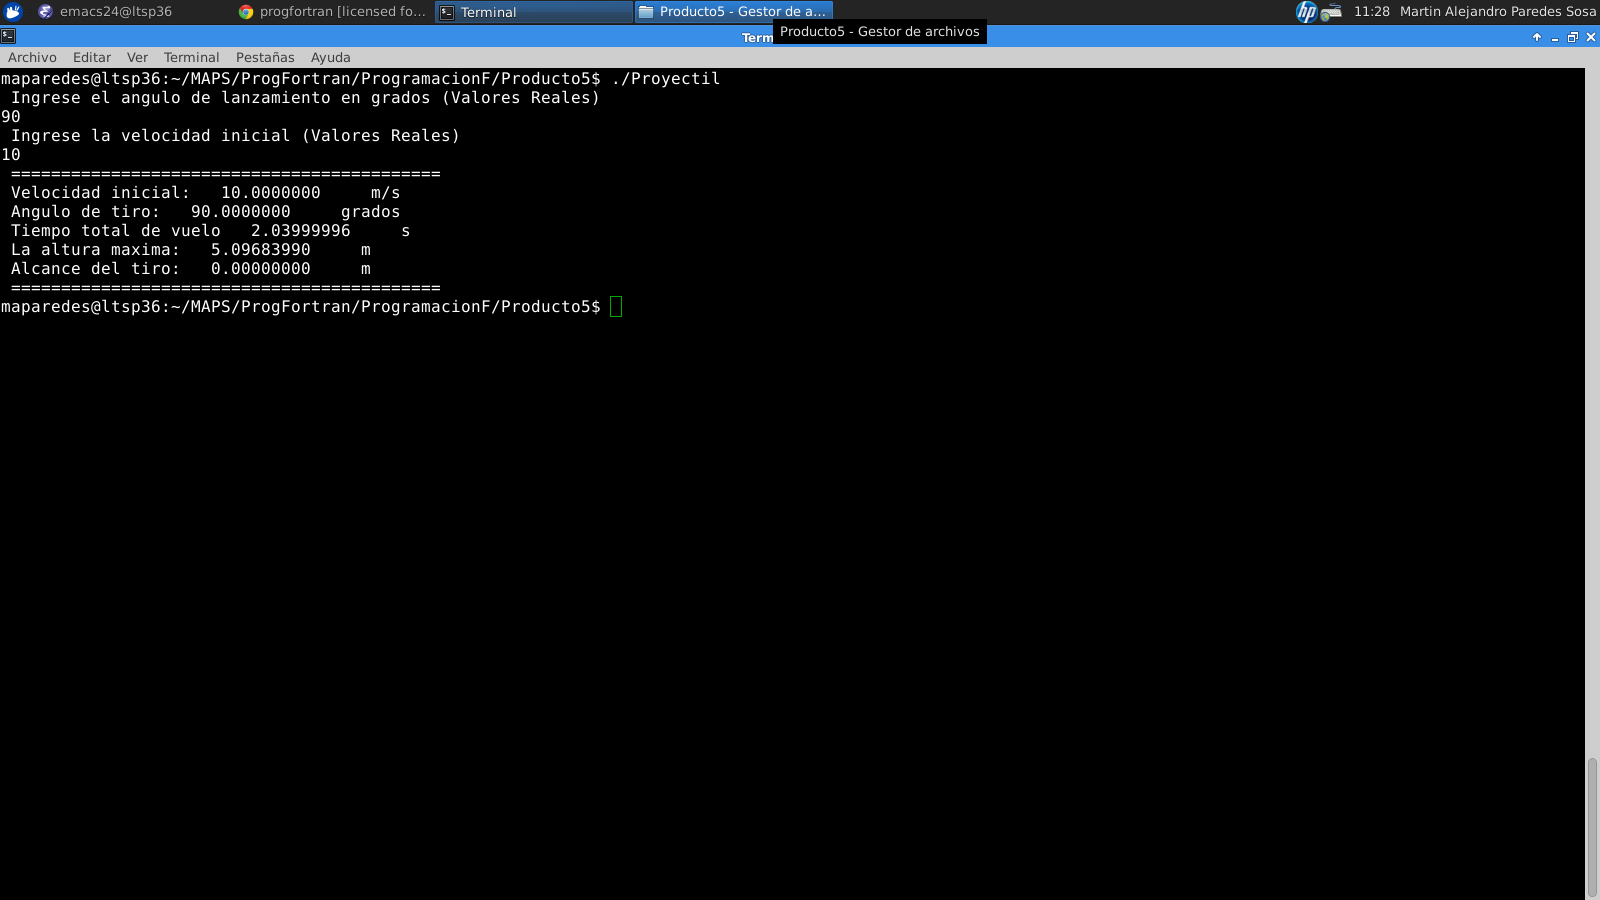 emacs24@ltsp36 progfortran [licensed fo... Terminal Producto5 - Gestor de a... hp 11:28 Martin Alejandro Paredes Sosa
Term Producto5 - Gestor de archivos
Archivo Editar Ver Terminal Pestañas Ayuda
maparedes@ltsp36:~/MAPS/ProgFortran/ProgramacionF/Producto5$ ./Proyectil
Ingrese el angulo de lanzamiento en grados (Valores Reales)
90
Ingrese la velocidad inicial (Valores Reales)
10
===========================================
Velocidad inicial:   10.0000000     m/s
Angulo de tiro:   90.0000000     grados
Tiempo total de vuelo   2.03999996     s
La altura maxima:   5.09683990     m
Alcance del tiro:   0.00000000     m
===========================================
maparedes@ltsp36:~/MAPS/ProgFortran/ProgramacionF/Producto5$